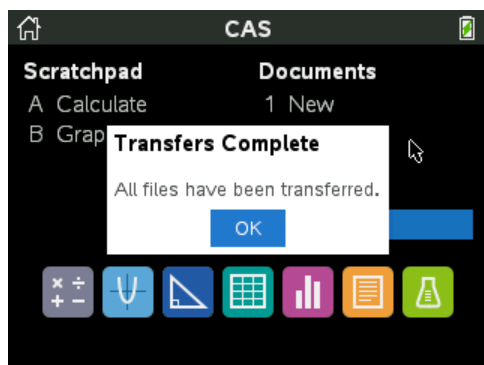 CAS
Scratchpad
A Calculate
B Grap
Documents
1 New
Transfers Complete
All files have been transferred.
OK